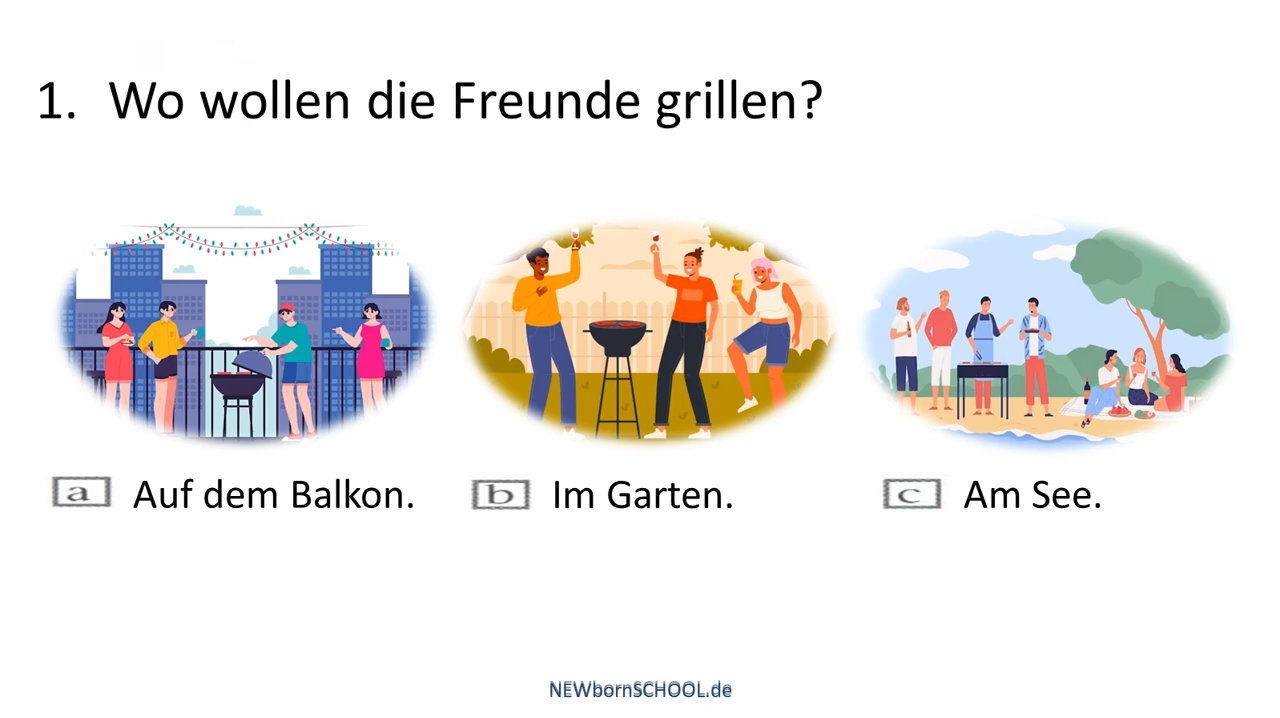 1. Wo wollen die Freunde grillen?
a Auf dem Balkon. b Im Garten. c Am See.
NEWbornSCHOOL.de